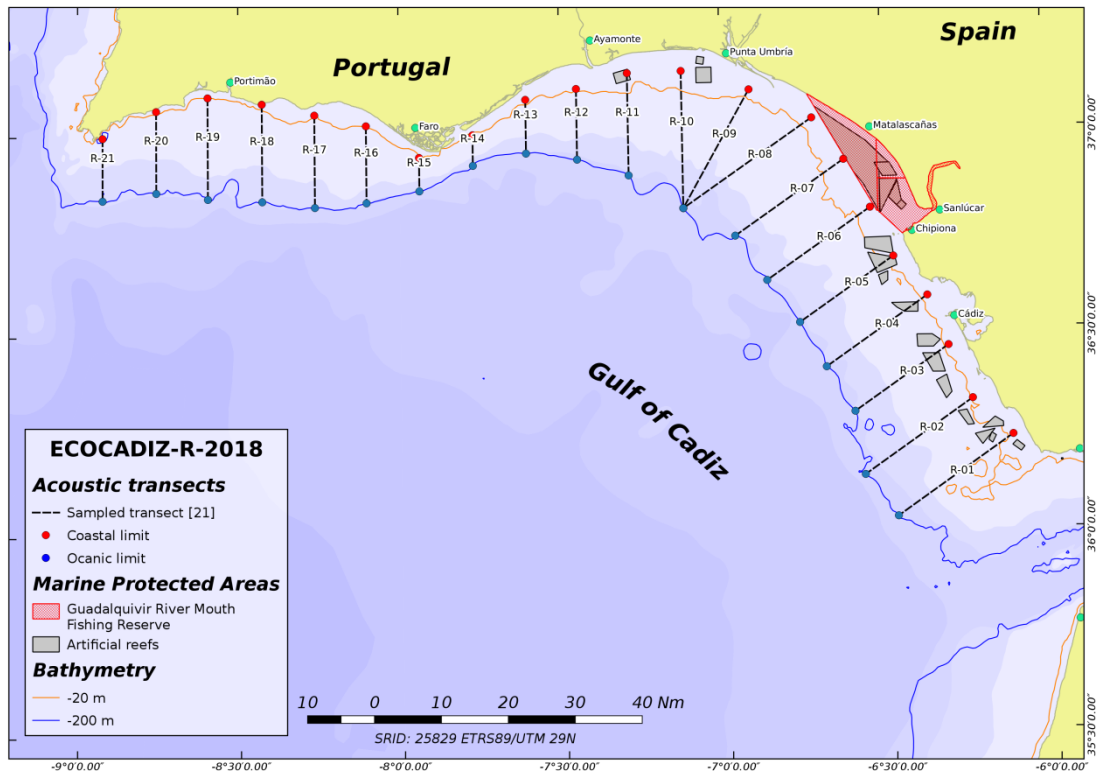 Spain
Portugal
Ayamonte
Punta Umbría
Portimão
Faro
Matalascañas
Sanlúcar
Chipiona
Cádiz
R-21
R-20
R-19
R-18
R-17
R-16
R-15
R-14
R-13
R-12
R-11
R-10
R-09
R-08
R-07
R-06
R-05
R-04
R-03
R-02
R-01
Gulf of Cadiz
ECOCADIZ-R-2018
Acoustic transects
Sampled transect [21]
Coastal limit
Ocanic limit
Marine Protected Areas
Guadalquivir River Mouth
Fishing Reserve
Artificial reefs
Bathymetry
-20 m
-200 m
10 0 10 20 30 40 Nm
SRID: 25829 ETRS89/UTM 29N
37°0'0.00"
36°30'0.00"
36°0'0.00"
35°30'0.00"
-9°0'0.00"
-8°30'0.00"
-8°0'0.00"
-7°30'0.00"
-7°0'0.00"
-6°30'0.00"
-6°0'0.00"